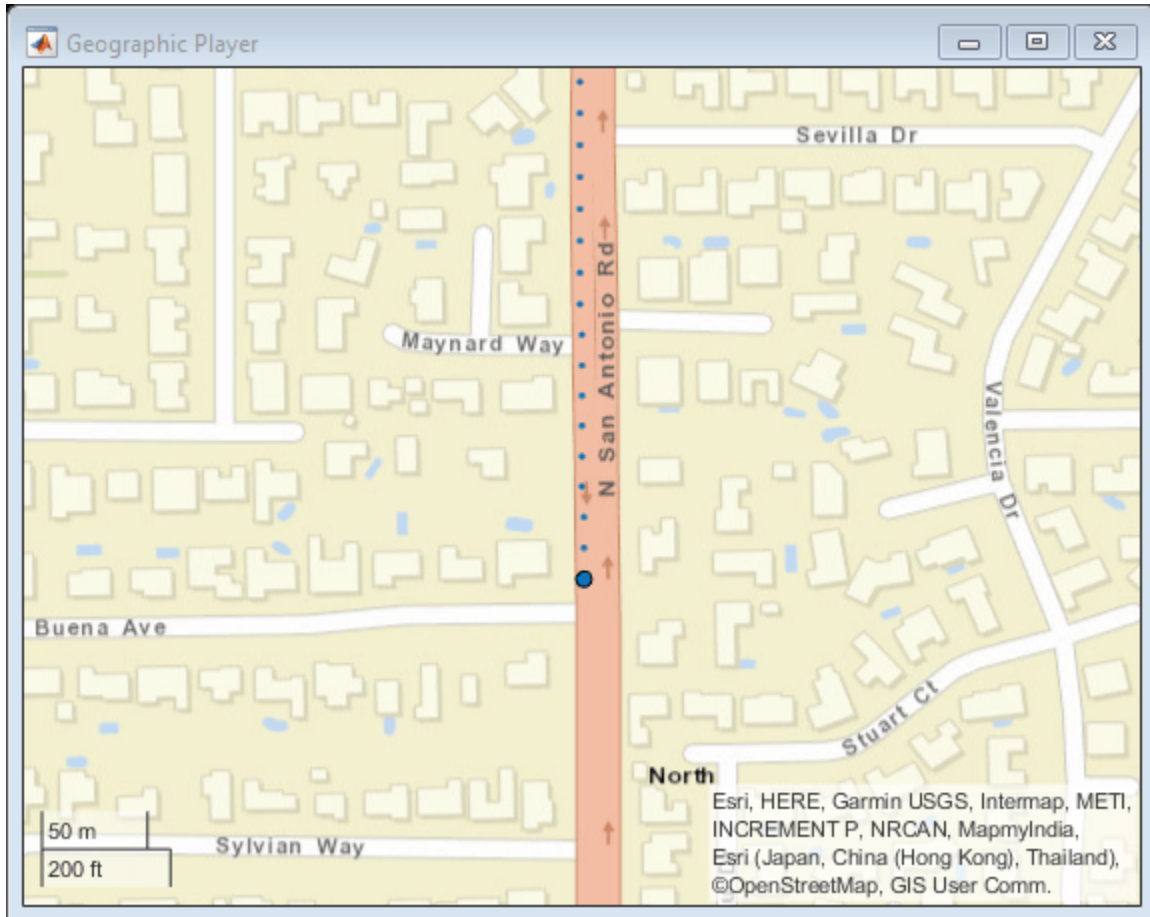 Geographic Player
Sevilla Dr
N San Antonio Rd
Maynard Way
Valencia Dr
Buena Ave
Stuart Ct
North
Esri, HERE, Garmin USGS, Intermap, METI,
INCREMENT P, NRCAN, MapmyIndia,
Esri (Japan, China (Hong Kong), Thailand),
©OpenStreetMap, GIS User Comm.
50 m
200 ft
Sylvian Way